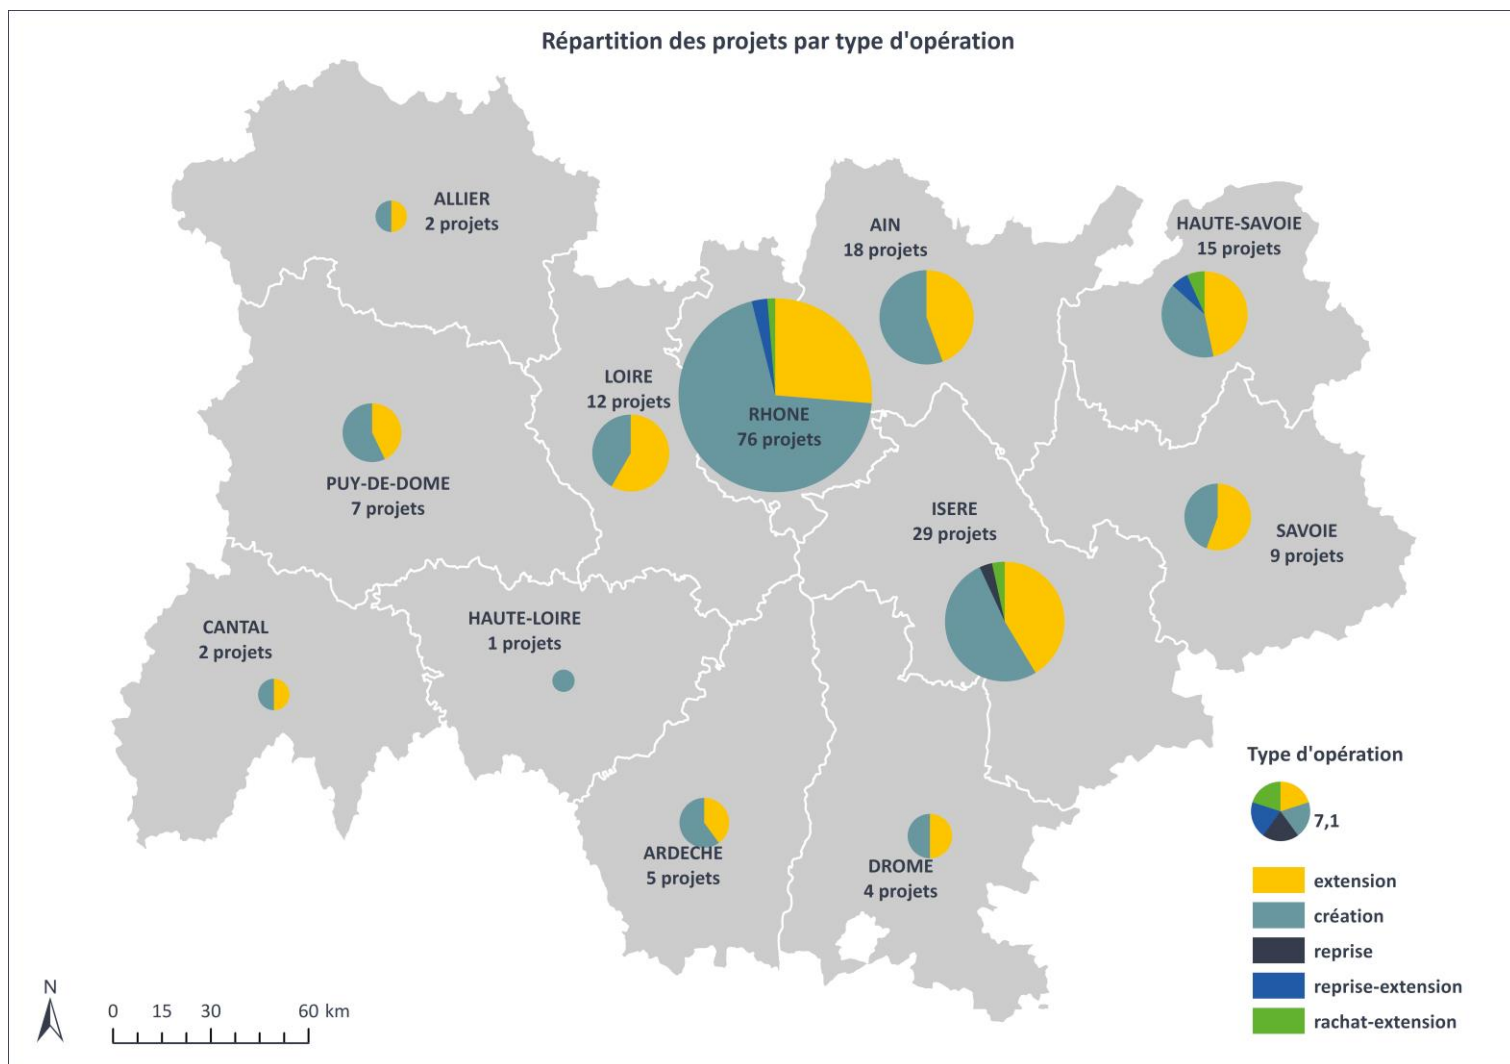 Répartition des projets par type d'opération
ALLIER
2 projets
AIN
18 projets
HAUTE-SAVOIE
15 projets
LOIRE
12 projets
RHONE
76 projets
PUY-DE-DOME
7 projets
ISERE
29 projets
SAVOIE
9 projets
CANTAL
2 projets
HAUTE-LOIRE
1 projets
ARDECHE
5 projets
DROME
4 projets
Type d'opération
7,1
extension
création
reprise
reprise-extension
rachat-extension
N
0 15 30 60 km